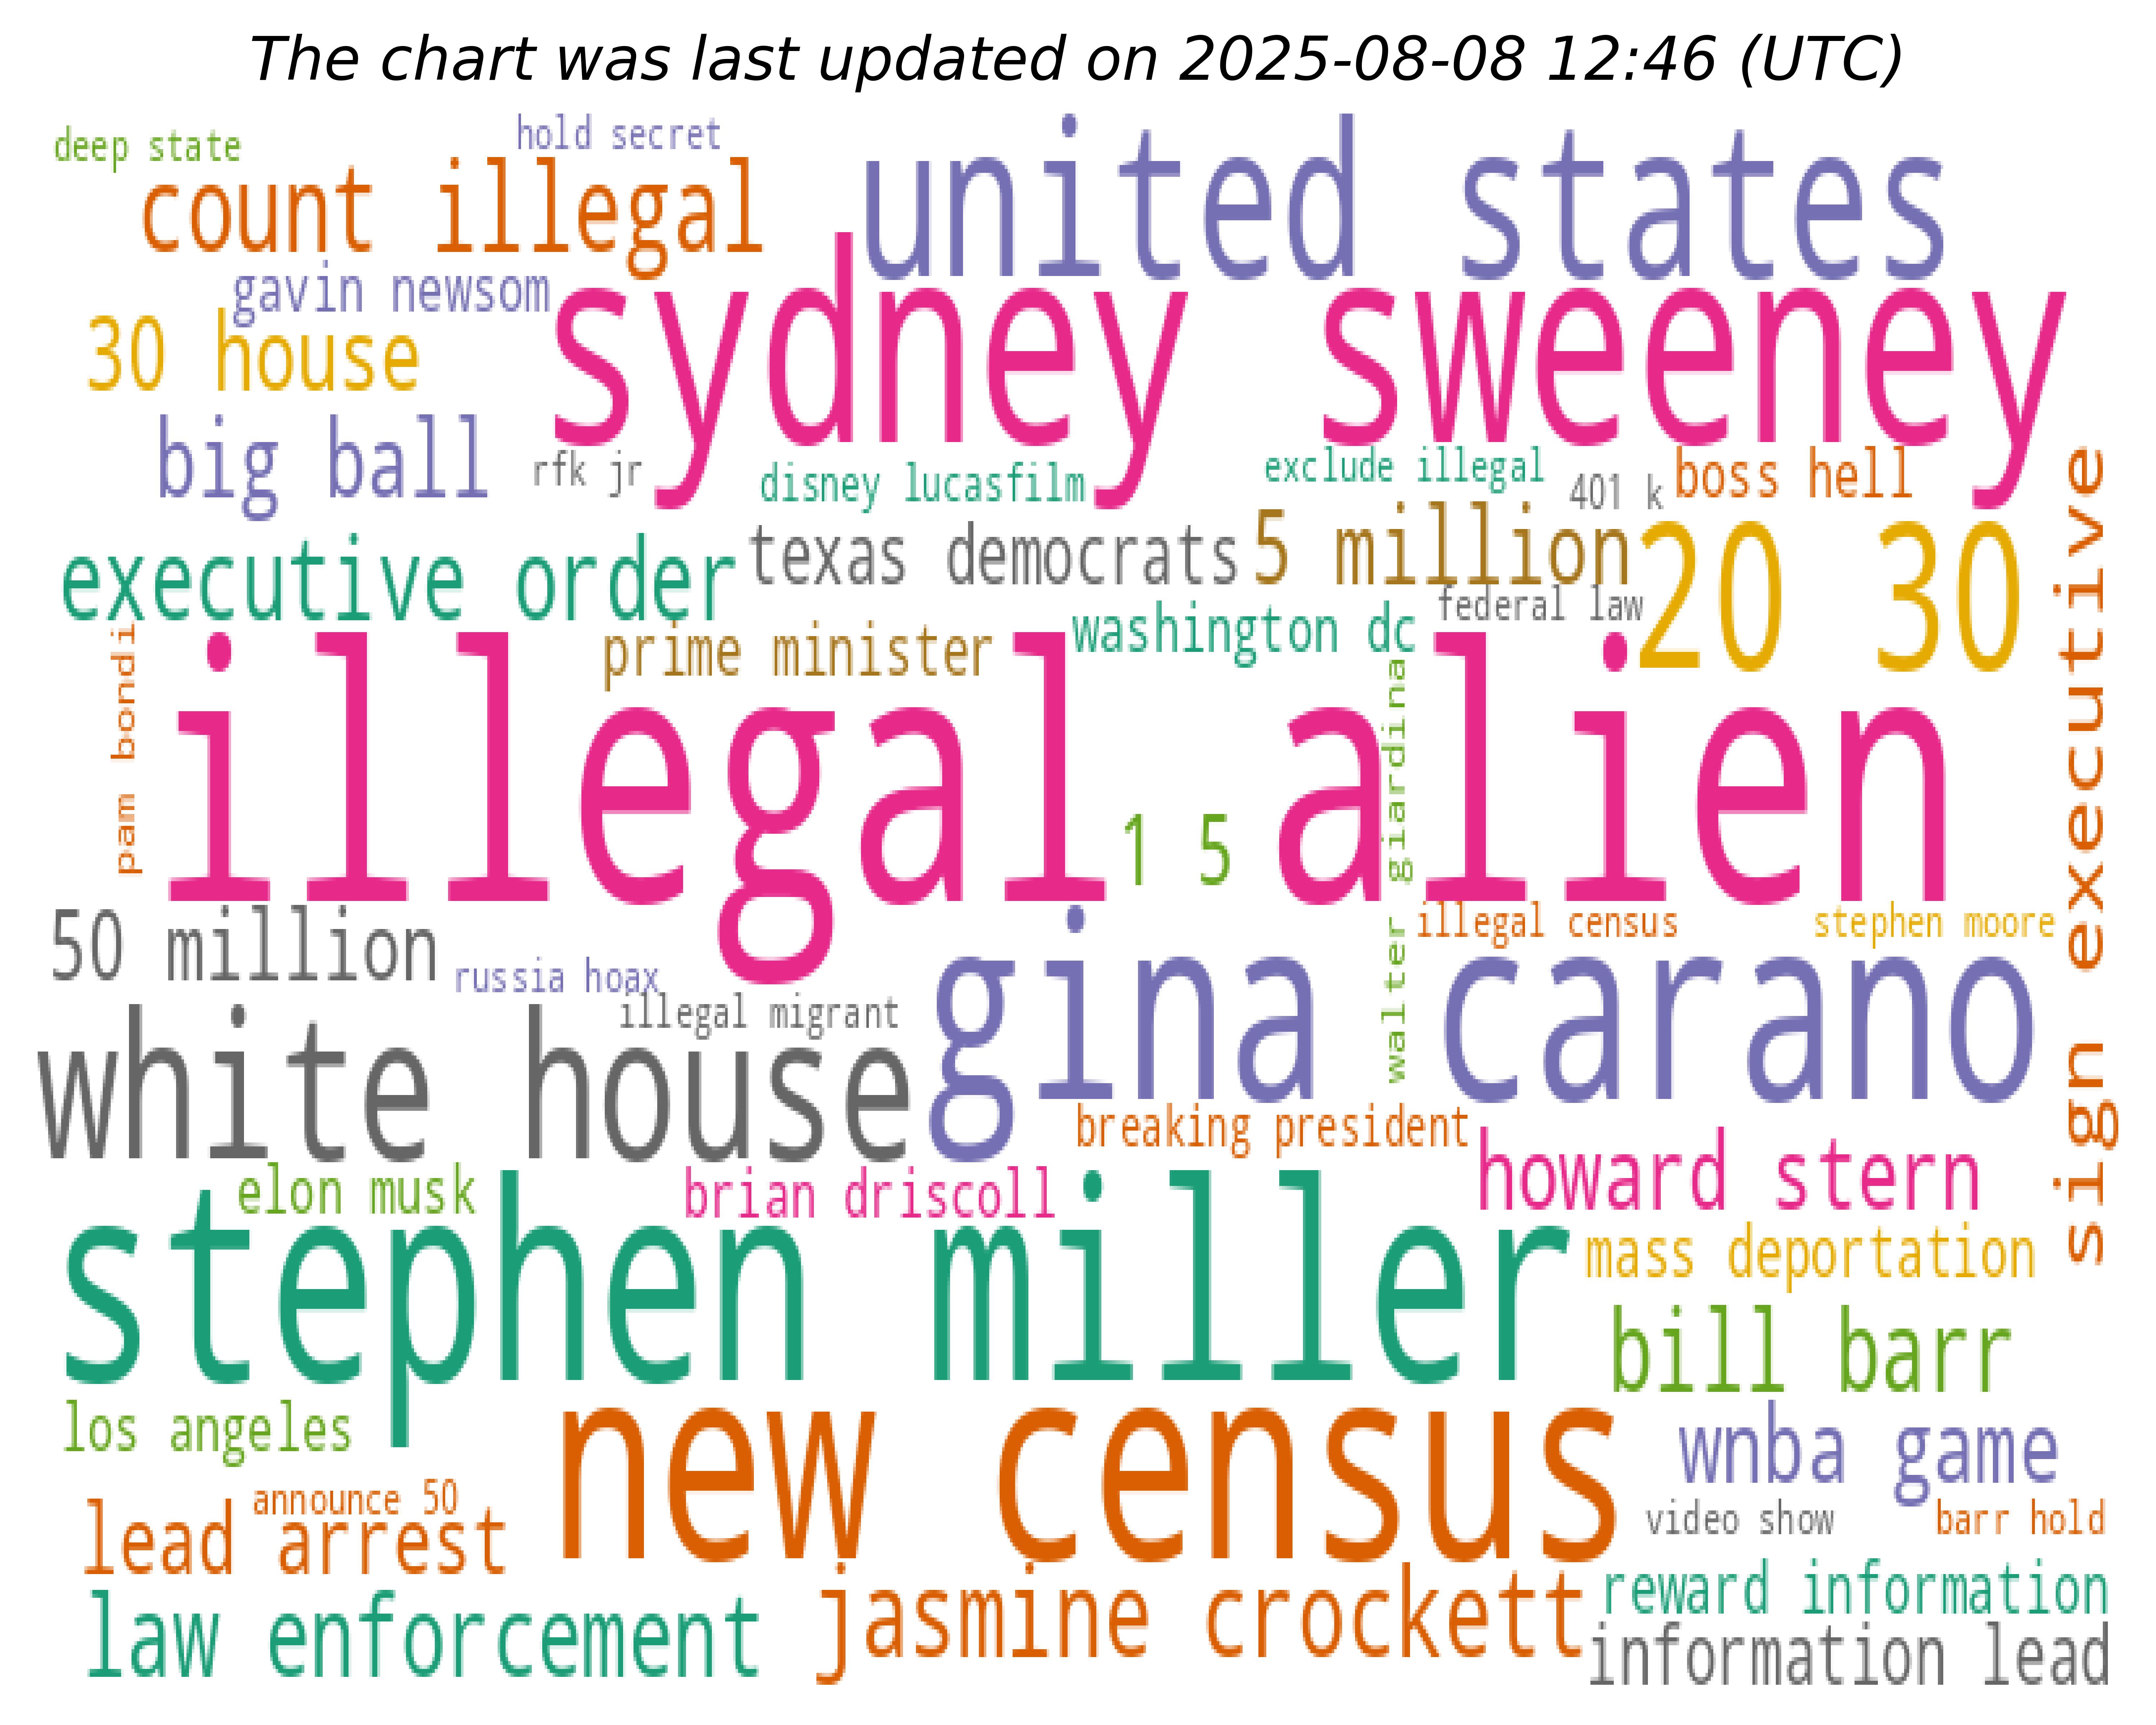 The chart was last updated on 2025-08-08 12:46 (UTC)
deep state
hold secret
count illegal
united states
gavin newsom
sydney sweeney
30 house
big ball
rfk jr
disney lucasfilm
exclude illegal
401 k
boss hell
executive order
texas democrats
5 million
20 30
sign executive
federal law
washington dc
prime minister
pam bondi
illegal alien
1 5
walter giardina
50 million
illegal census
stephen moore
russia hoax
illegal migrant
gina carano
white house
breaking president
howard stern
elon musk
brian driscoll
stephen miller
mass deportation
bill barr
los angeles
new census
wnba game
announce 50
lead arrest
video show
barr hold
law enforcement
jasmine crockett
reward information
information lead